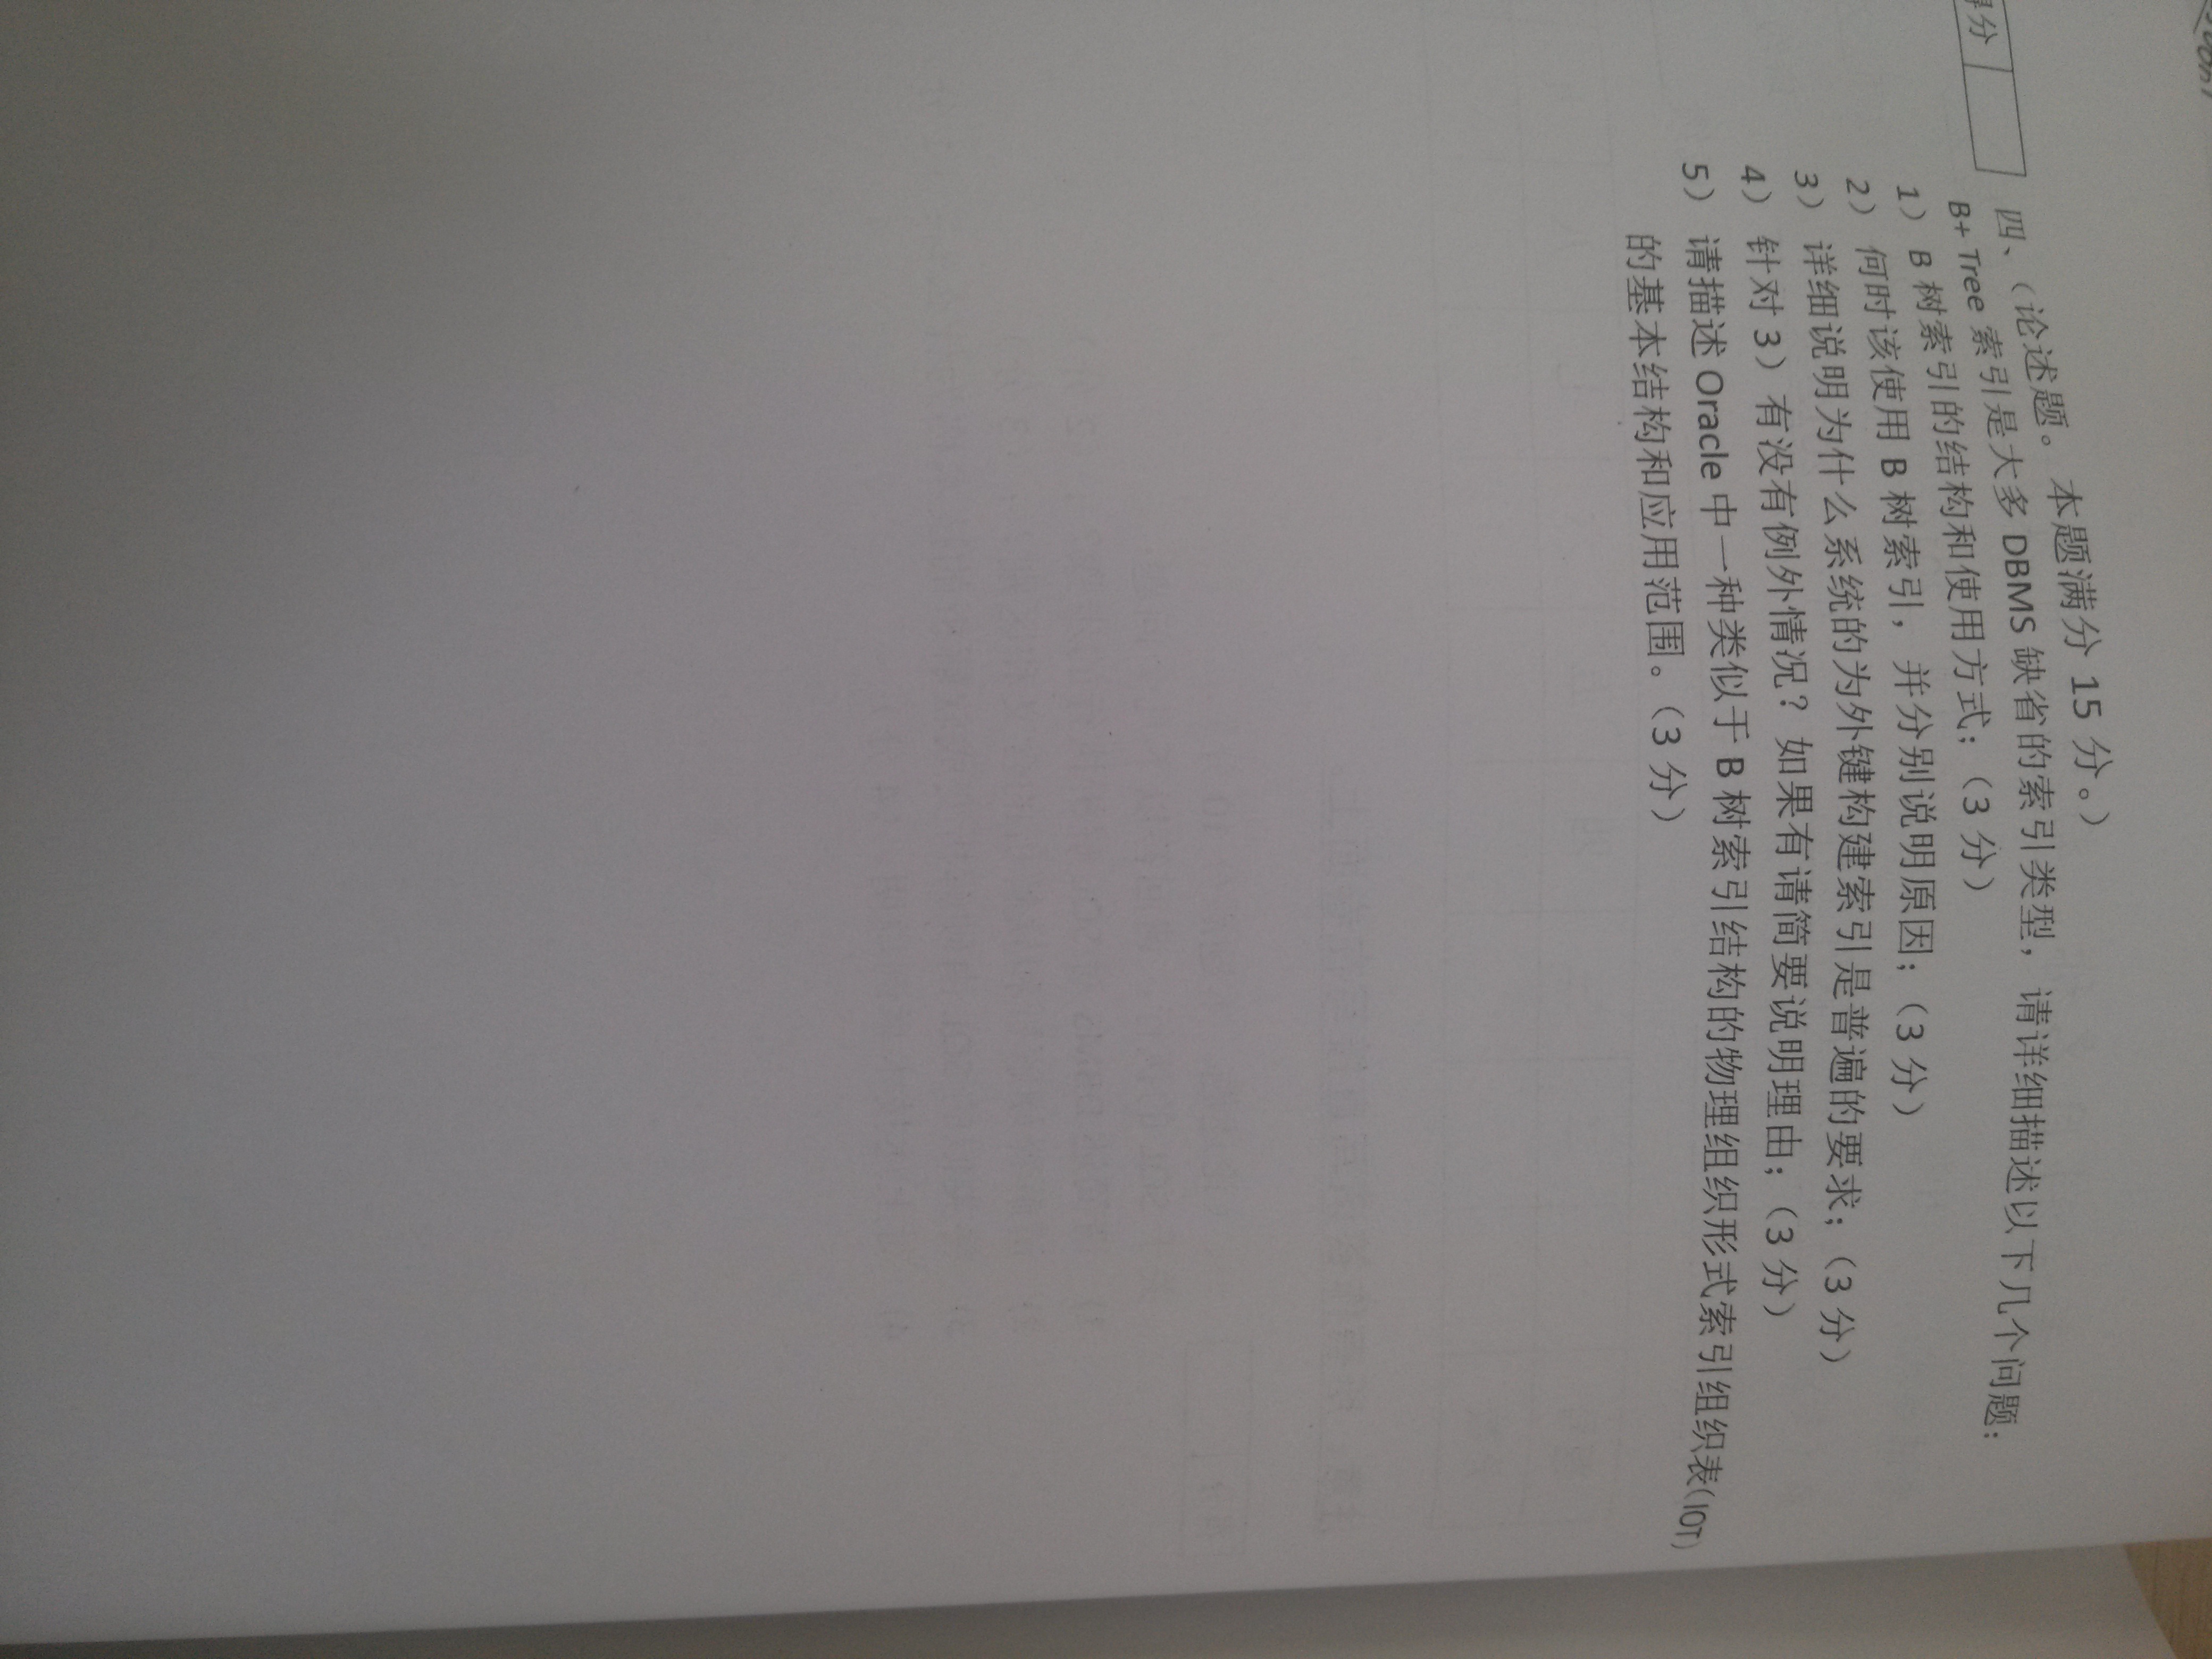 得分
四、（论述题。本题满分 15 分。）
B+ Tree 索引是大多 DBMS 缺省的索引类型，请详细描述以下几个问题：
1） B 树索引的结构和使用方式；（3 分）
2） 何时该使用 B 树索引，并分别说明原因；（3 分）
3） 详细说明为什么系统的为外键构建索引是普遍的要求；（3 分）
4） 针对 3）有没有例外情况？如果有请简要说明理由；（3 分）
5） 请描述 Oracle 中一种类似于 B 树索引结构的物理组织形式索引组织表(IOT)
的基本结构和应用范围。（3 分）